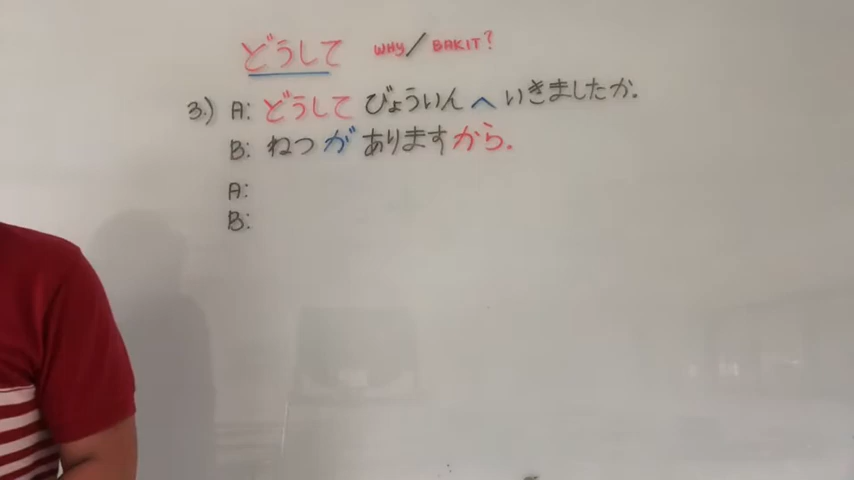 どうして WHY/BAKIT?
3.) A: どうして びょういん へ いきましたか.
B: ねつ が あります から.
A:
B: